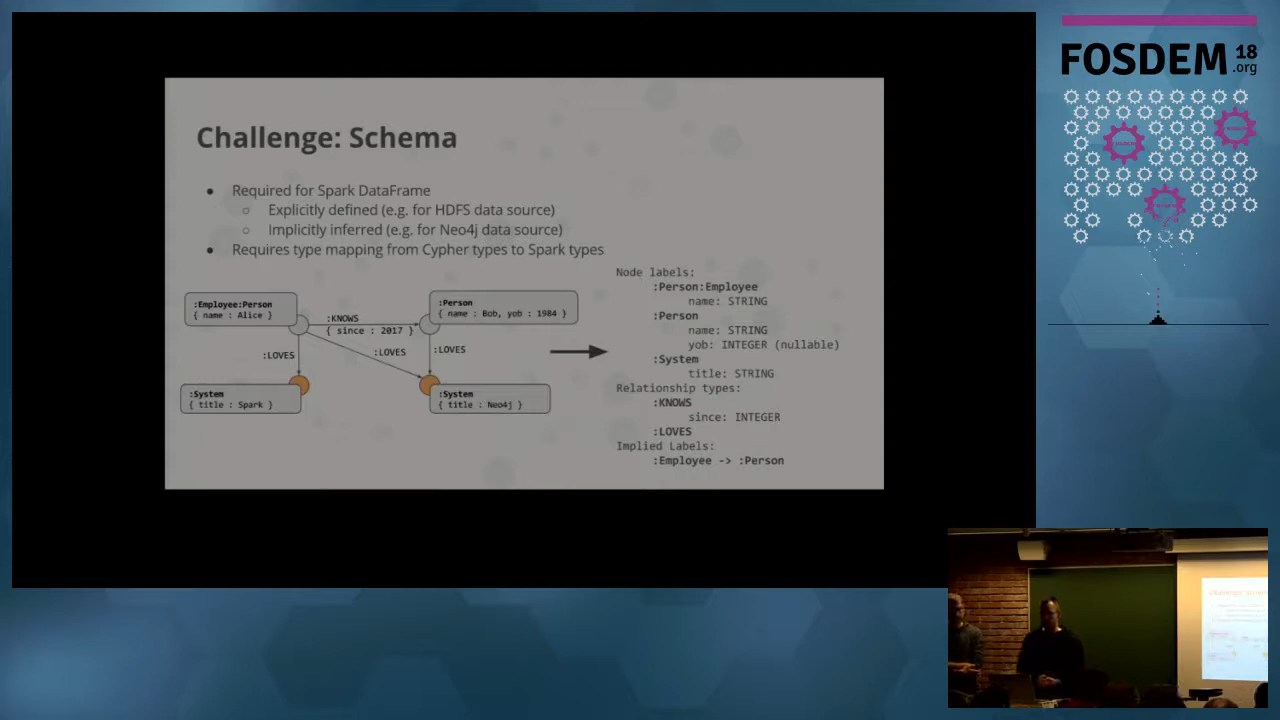 Challenge: Schema
● Required for Spark DataFrame
○ Explicitly defined (e.g. for HDFS data source)
○ Implicitly inferred (e.g. for Neo4j data source)
● Requires type mapping from Cypher types to Spark types
:Employee:Person
{ name : Alice }
:KNOWS
{ since : 2017 }
:Person
{ name : Bob, yob : 1984 }
:LOVES
:LOVES
:LOVES
:System
{ title : Spark }
:System
{ title : Neo4j }
Node labels:
:Person:Employee
name: STRING
:Person
name: STRING
yob: INTEGER (nullable)
:System
title: STRING
Relationship types:
:KNOWS
since: INTEGER
:LOVES
Implied Labels:
:Employee -> :Person
FOSDEM 18
.org
Challenge: Schema